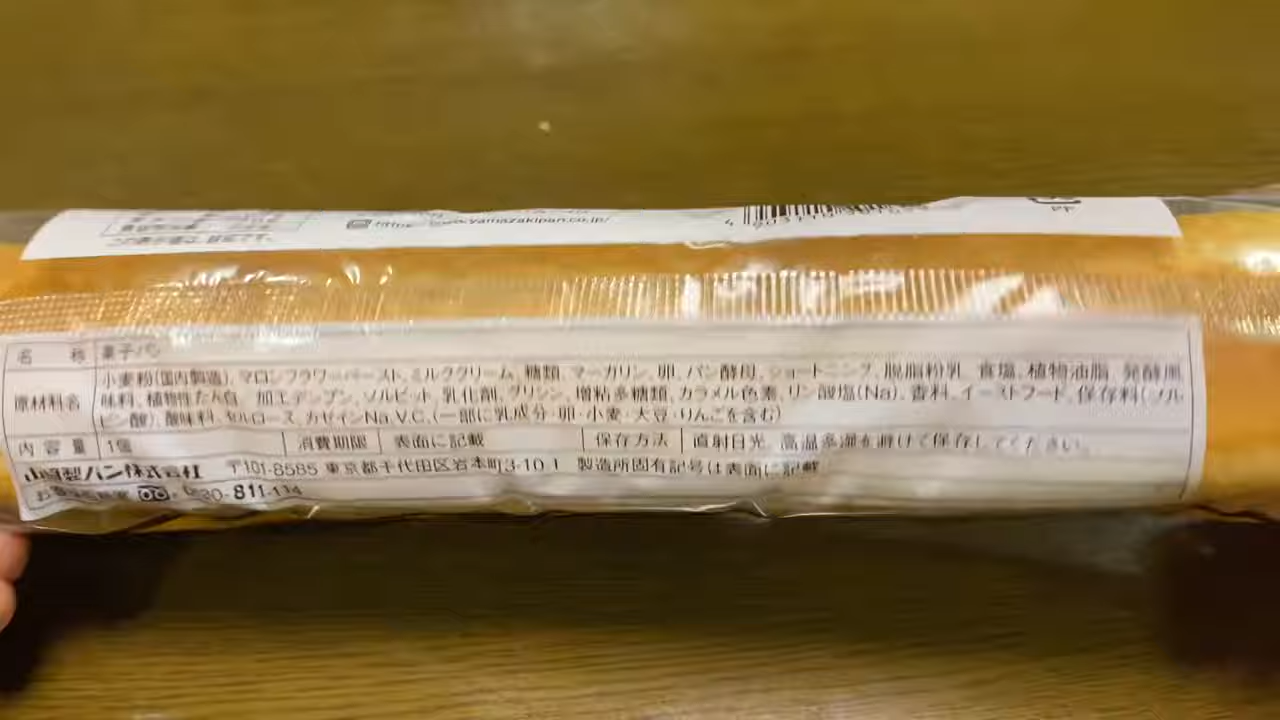 https://www.yamazakipan.co.jp/
PP
名 称 菓子パン
原材料名 小麦粉(国内製造)、マロンフラワーペースト、ミルククリーム、糖類、マーガリン、卵、パン酵母、ショートニング、脱脂粉乳、食塩、植物油脂、発酵風
味料、植物性たん白、加工デンプン、ソルビット、乳化剤、グリシン、増粘多糖類、カラメル色素、リン酸塩(Na)、香料、イーストフード、保存料(ソル
ビン酸)、酸味料、セルロース、カゼインNa、V.C、(一部に乳成分・卵・小麦・大豆・りんごを含む)
内 容 量 1個 消費期限 表面に記載 保存方法 直射日光、高温多湿を避けて保存してください。
山崎製パン株式会社 〒101-8585 東京都千代田区岩本町3-10-1 製造所固有記号は表面に記載
811-114